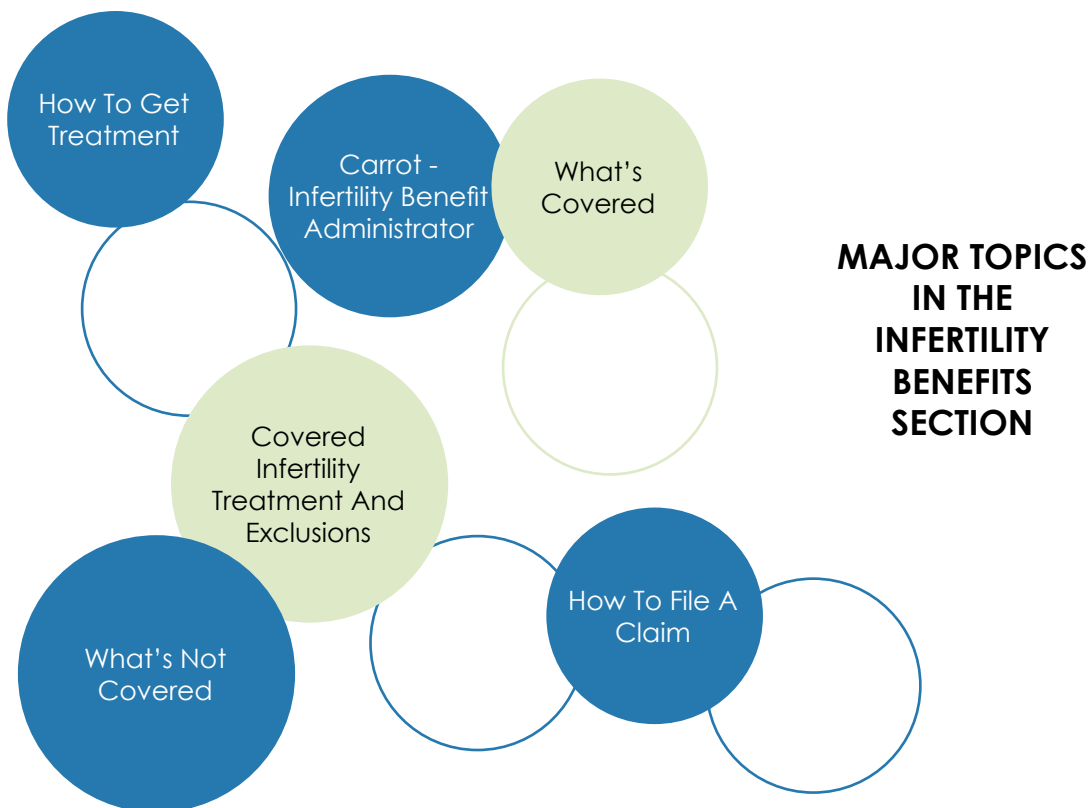 How To Get
Treatment
Carrot -
Infertility Benefit
Administrator
What's
Covered
MAJOR TOPICS
IN THE
INFERTILITY
BENEFITS
SECTION
Covered
Infertility
Treatment And
Exclusions
How To File A
Claim
What's Not
Covered